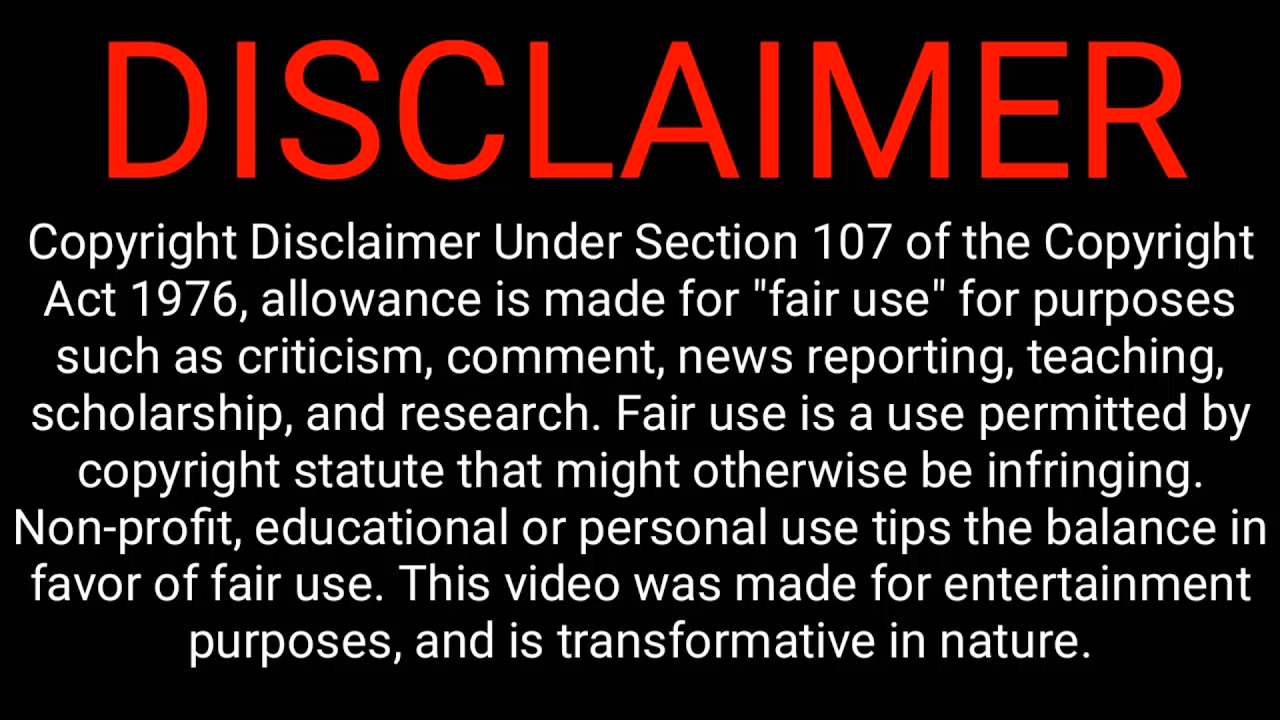 DISCLAIMER
Copyright Disclaimer Under Section 107 of the Copyright
Act 1976, allowance is made for "fair use" for purposes
such as criticism, comment, news reporting, teaching,
scholarship, and research. Fair use is a use permitted by
copyright statute that might otherwise be infringing.
Non-profit, educational or personal use tips the balance in
favor of fair use. This video was made for entertainment
purposes, and is transformative in nature.